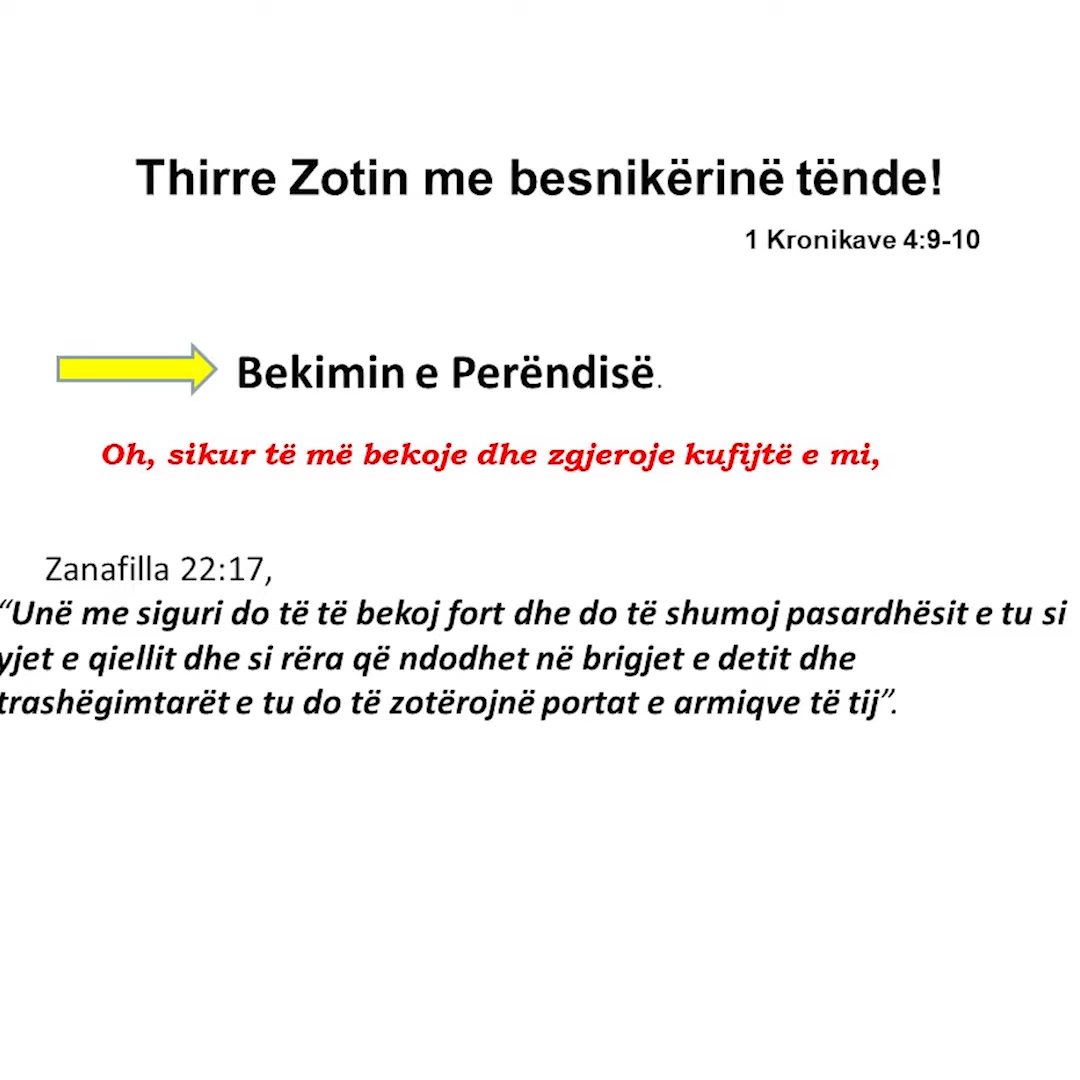 Thirre Zotin me besnikërinë tënde!
1 Kronikave 4:9-10
Bekimin e Perëndisë.
Oh, sikur të më bekoje dhe zgjeroje kufijtë e mi,
Zanafilla 22:17,
“Unë me siguri do të të bekoj fort dhe do të shumoj pasardhësit e tu si
yjet e qiellit dhe si rëra që ndodhet në brigjet e detit dhe
trashëgimtarët e tu do të zotërojnë portat e armiqve të tij”.